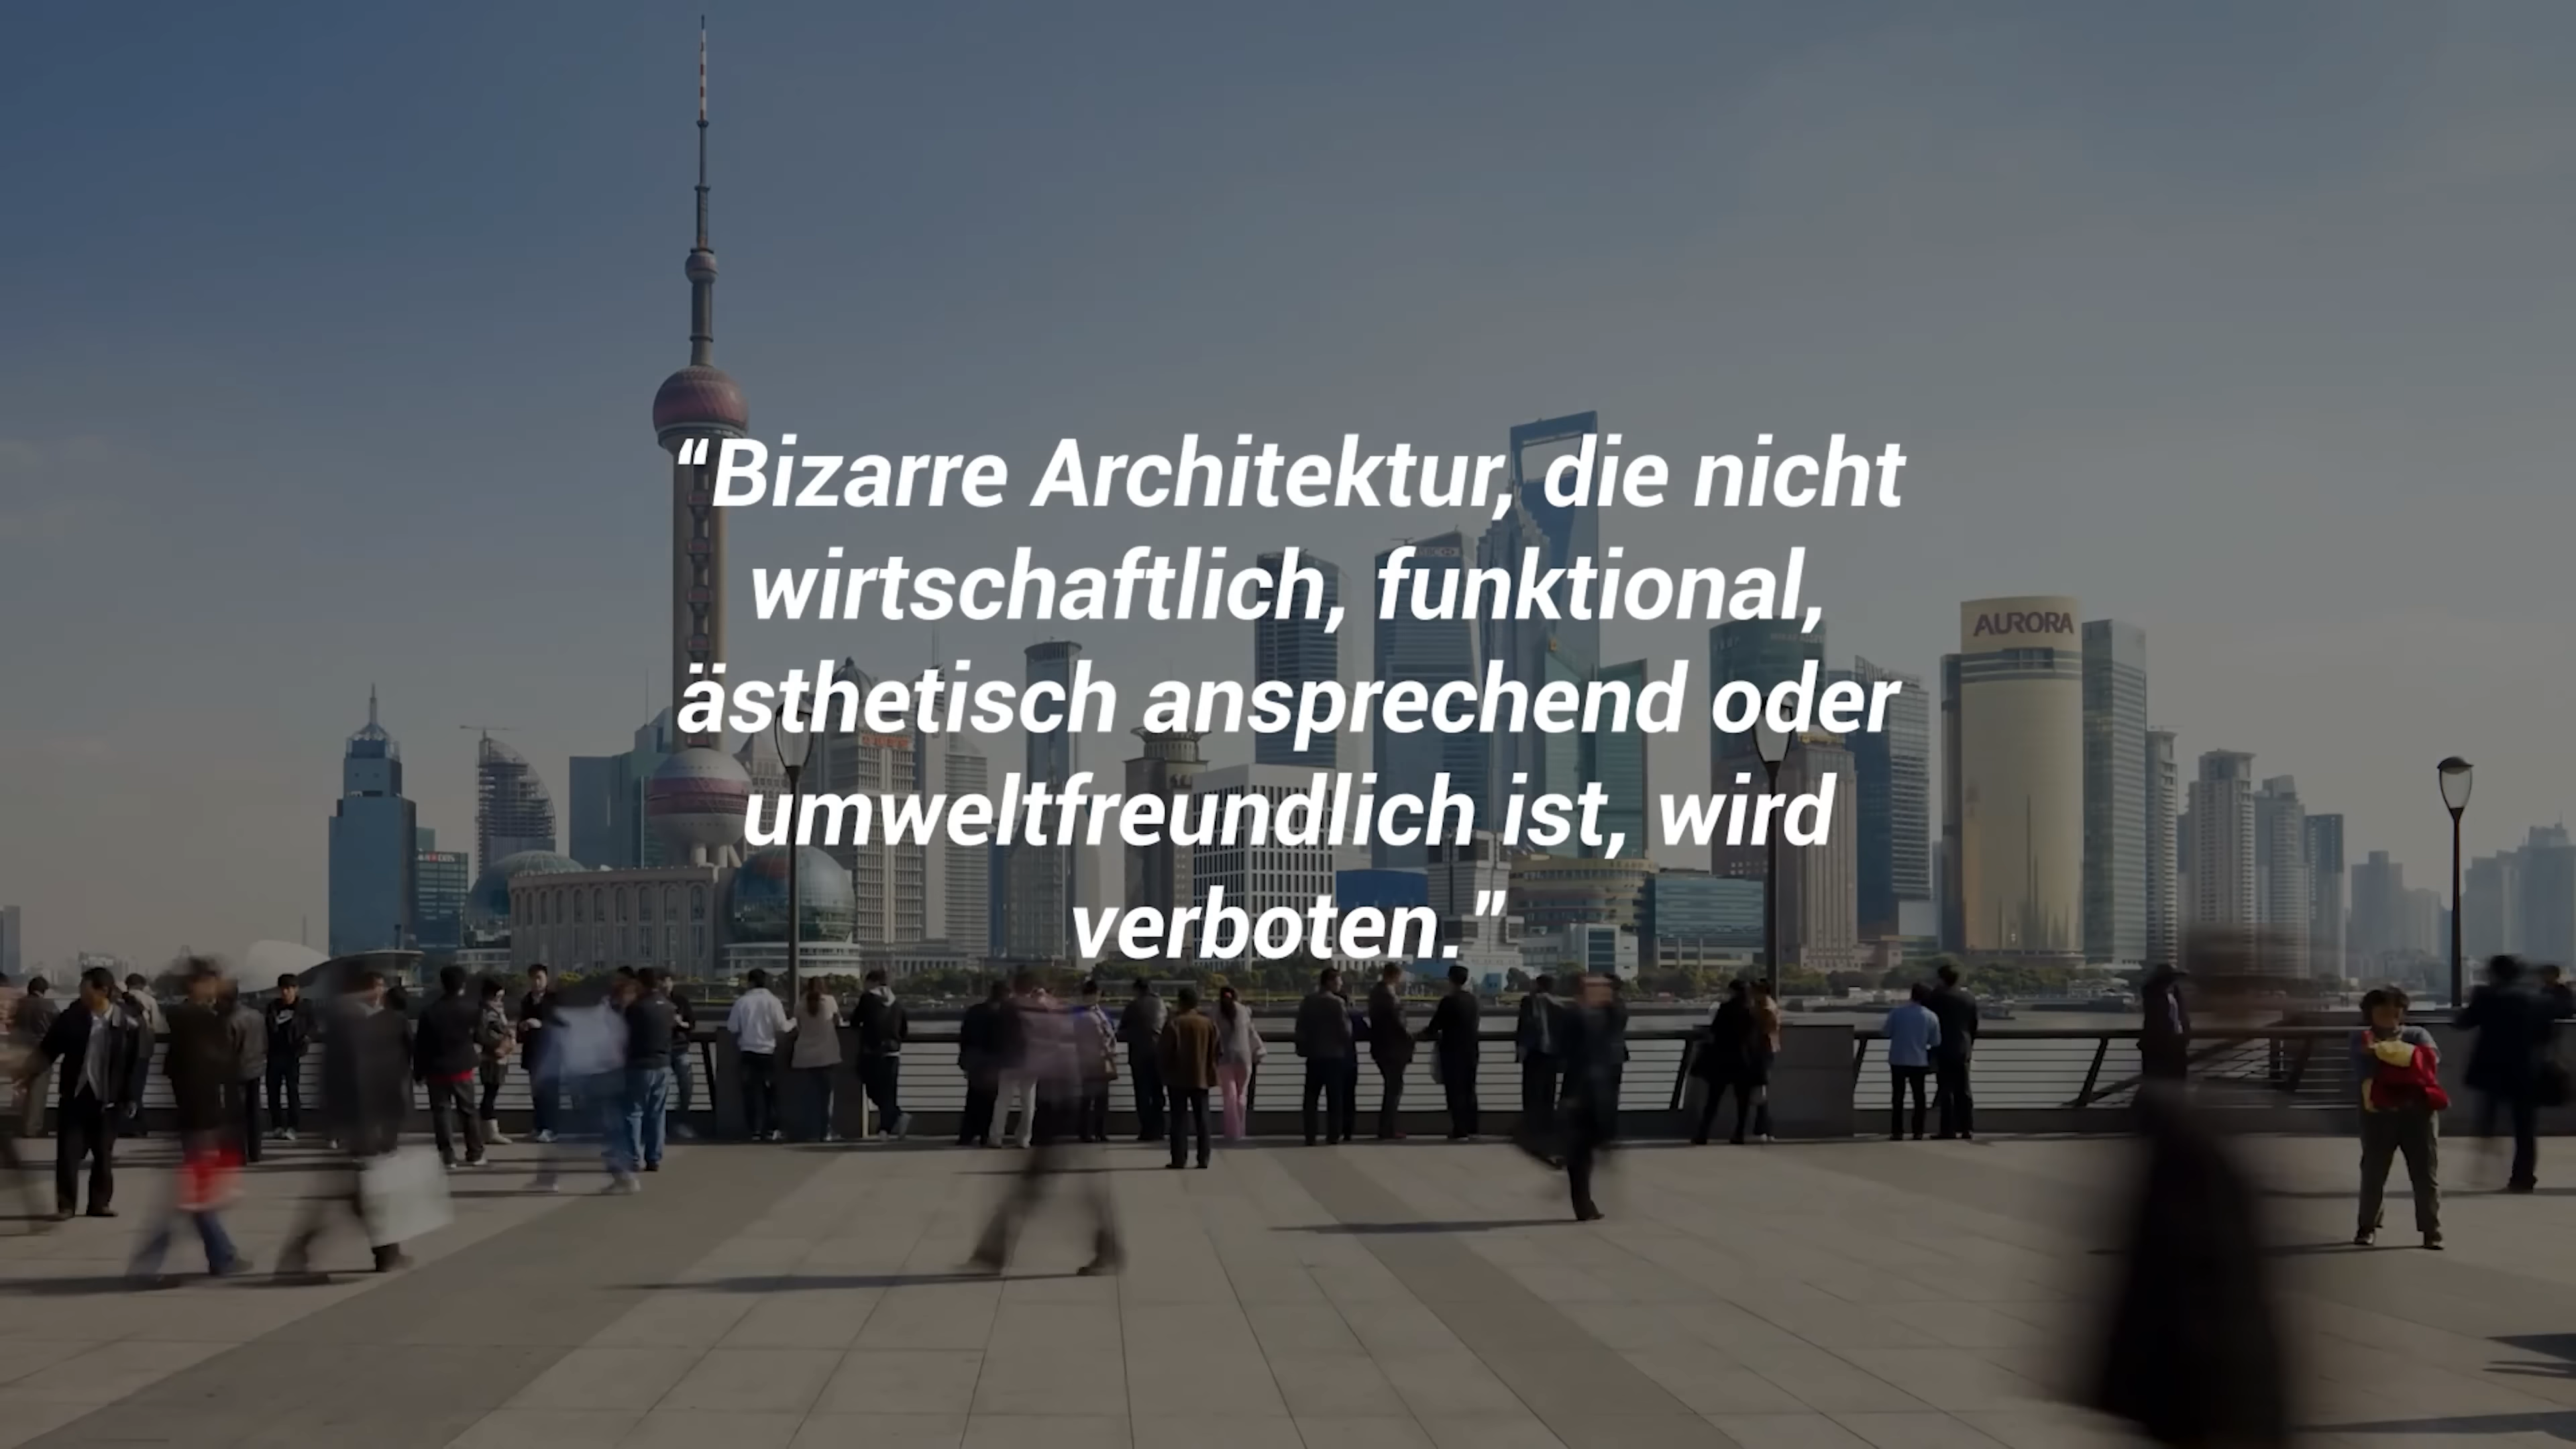 “Bizarre Architektur, die nicht
wirtschaftlich, funktional,
ästhetisch ansprechend oder
umweltfreundlich ist, wird
verboten.”
AURORA